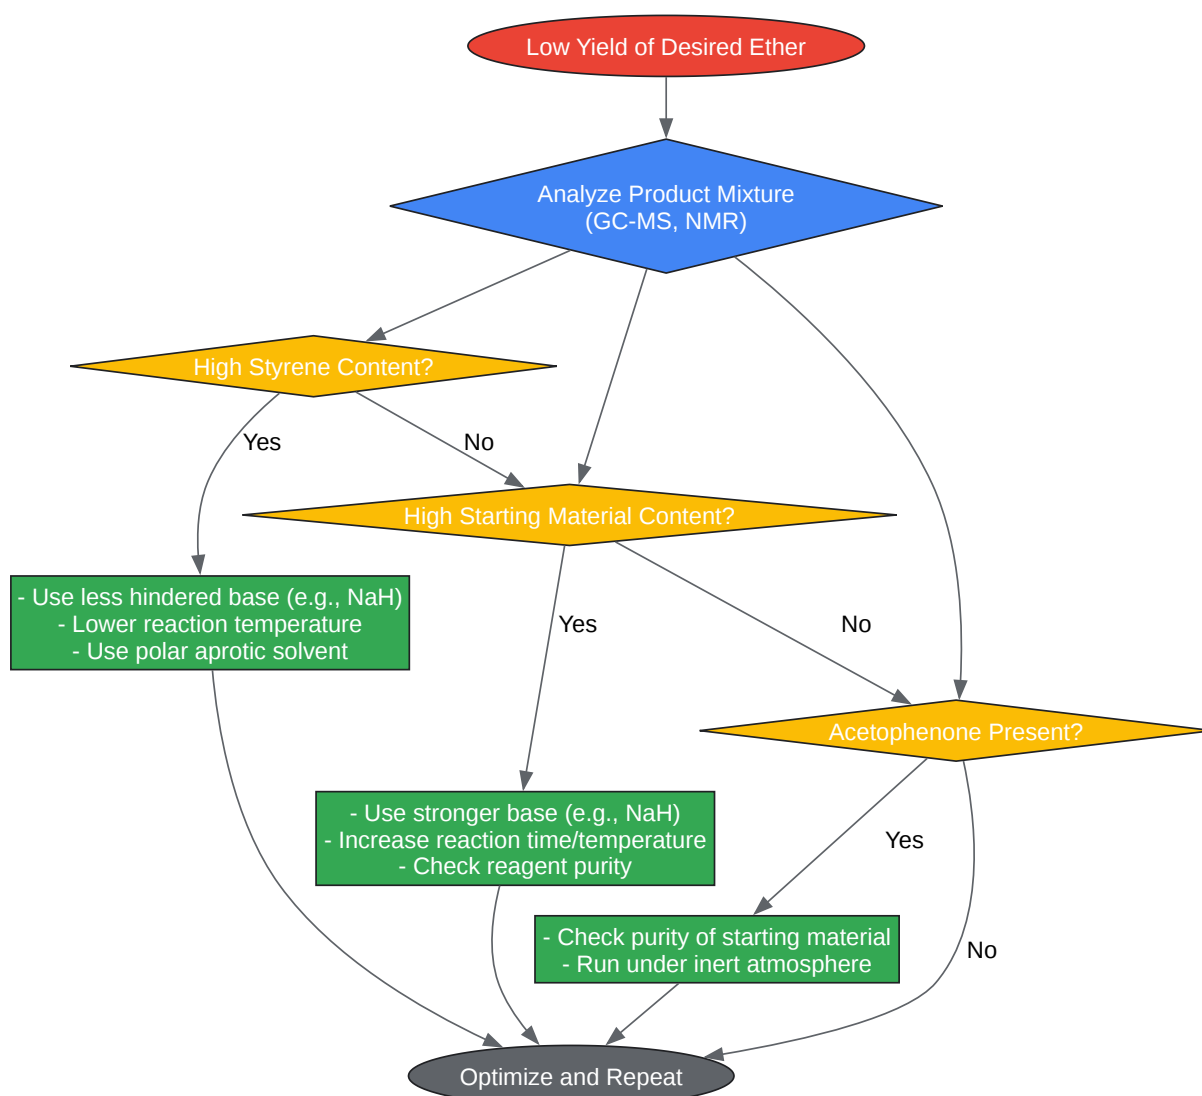 Low Yield of Desired Ether
Analyze Product Mixture
(GC-MS, NMR)
High Styrene Content?
Yes
No
High Starting Material Content?
- Use less hindered base (e.g., NaH)
- Lower reaction temperature
- Use polar aprotic solvent
Yes
No
Acetophenone Present?
- Use stronger base (e.g., NaH)
- Increase reaction time/temperature
- Check reagent purity
Yes
- Check purity of starting material
- Run under inert atmosphere
No
Optimize and Repeat